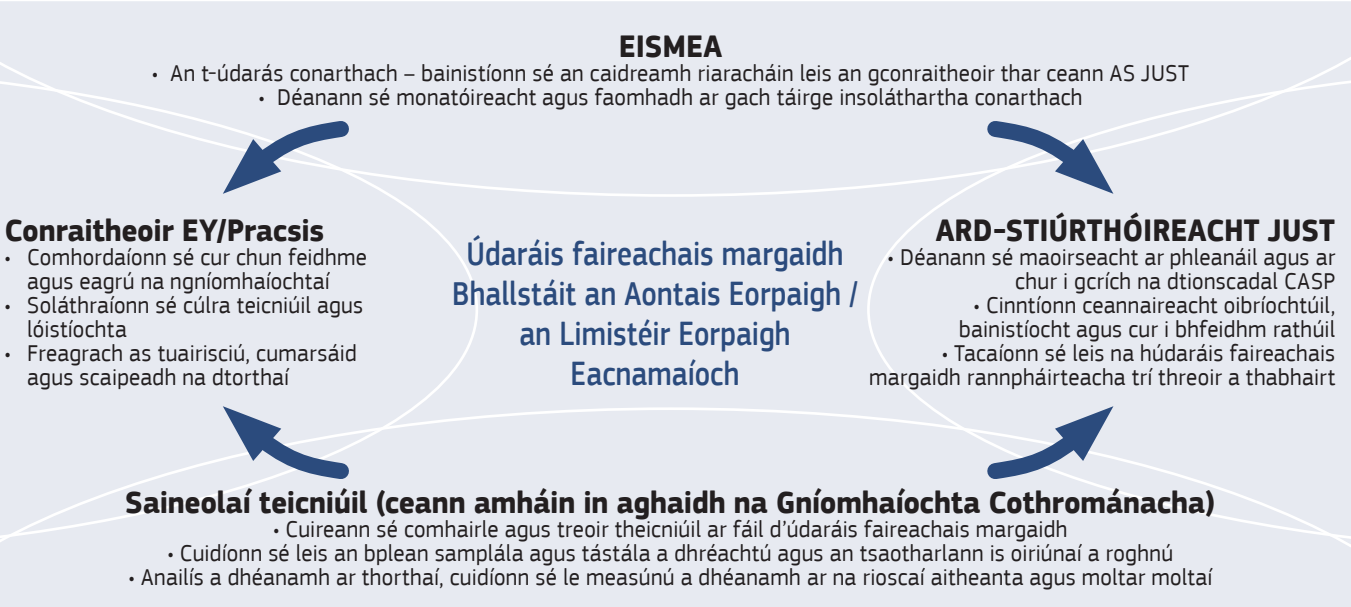 EISMEA
• An t-údarás conarthach – bainistíonn sé an caidreamh riaracháin leis an gconraitheoir thar ceann AS JUST
• Déanann sé monatóireacht agus faomhadh ar gach táirge insoláthartha conarthach
Conraitheoir EY/Pracsis
• Comhordaíonn sé cur chun feidhme
agus eagrú na ngníomhaíochtaí
• Soláthraíonn sé cúlra teicniúil agus
lóistíochta
• Freagrach as tuairisciú, cumarsáid
agus scaipeadh na dtorthaí
Údaráis faireachais margaidh
Bhallstáit an Aontais Eorpaigh /
an Limistéir Eorpaigh
Eacnamaíoch
ARD-STIÚRTHÓIREACHT JUST
• Déanann sé maoirseacht ar phleanáil agus ar
chur i gcrích na dtionscadal CASP
• Cinntíonn ceannaireacht oibríochtúil,
bainistíocht agus cur i bhfeidhm rathúil
• Tacaíonn sé leis na húdaráis faireachais
margaidh rannpháirteacha trí threoir a thabhairt
Saineolaí teicniúil (ceann amháin in aghaidh na Gníomhaíochta Cothrománacha)
• Cuireann sé comhairle agus treoir theicniúil ar fáil d'údaráis faireachais margaidh
• Cuidíonn sé leis an bplean samplála agus tástála a dhréachtú agus an tsaotharlann is oiriúnaí a roghnú
• Anailís a dhéanamh ar thorthaí, cuidíonn sé le measúnú a dhéanamh ar na rioscaí aitheanta agus moltar moltaí